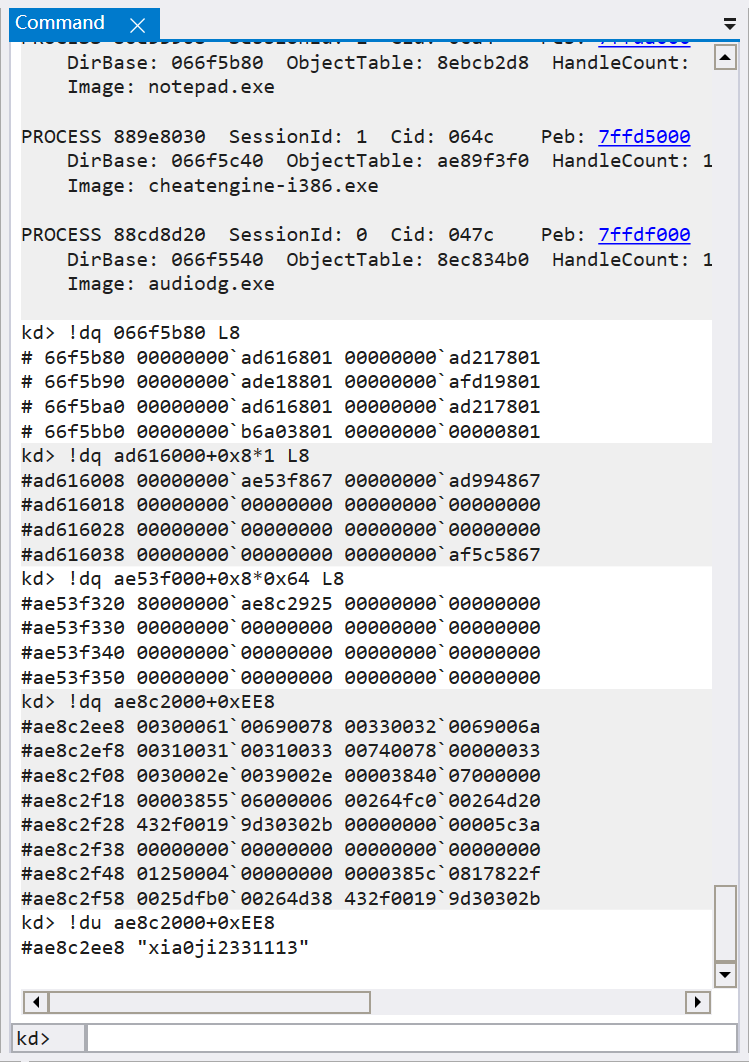 Command
DirBase: 066f5b80 ObjectTable: 8ebcb2d8 HandleCount:
Image: notepad.exe
PROCESS 889e8030 SessionId: 1 Cid: 064c Peb: 7ffd5000
DirBase: 066f5c40 ObjectTable: ae89f3f0 HandleCount: 1
Image: cheatengine-i386.exe
PROCESS 88cd8d20 SessionId: 0 Cid: 047c Peb: 7ffdf000
DirBase: 066f5540 ObjectTable: 8ec834b0 HandleCount: 1
Image: audiodg.exe
kd> !dq 066f5b80 L8
# 66f5b80 00000000`ad616801 00000000`ad217801
# 66f5b90 00000000`ade18801 00000000`afd19801
# 66f5ba0 00000000`ad616801 00000000`ad217801
# 66f5bb0 00000000`b6a03801 00000000`00000801
kd> !dq ad616000+0x8*1 L8
#ad616008 00000000`ae53f867 00000000`ad994867
#ad616018 00000000`00000000 00000000`00000000
#ad616028 00000000`00000000 00000000`00000000
#ad616038 00000000`00000000 00000000`af5c5867
kd> !dq ae53f000+0x8*0x64 L8
#ae53f320 80000000`ae8c2925 00000000`00000000
#ae53f330 00000000`00000000 00000000`00000000
#ae53f340 00000000`00000000 00000000`00000000
#ae53f350 00000000`00000000 00000000`00000000
kd> !dq ae8c2000+0xEE8
#ae8c2ee8 00300061`00690078 00330032`0069006a
#ae8c2ef8 00310031`00310033 00740078`00000033
#ae8c2f08 0030002e`0039002e 00003840`07000000
#ae8c2f18 00003855`06000006 00264fc0`00264d20
#ae8c2f28 432f0019`9d30302b 00000000`00005c3a
#ae8c2f38 00000000`00000000 00000000`00000000
#ae8c2f48 01250004`00000000 0000385c`0817822f
#ae8c2f58 0025dfb0`00264d38 432f0019`9d30302b
kd> !du ae8c2000+0xEE8
#ae8c2ee8 "xia0ji2331113"
kd>